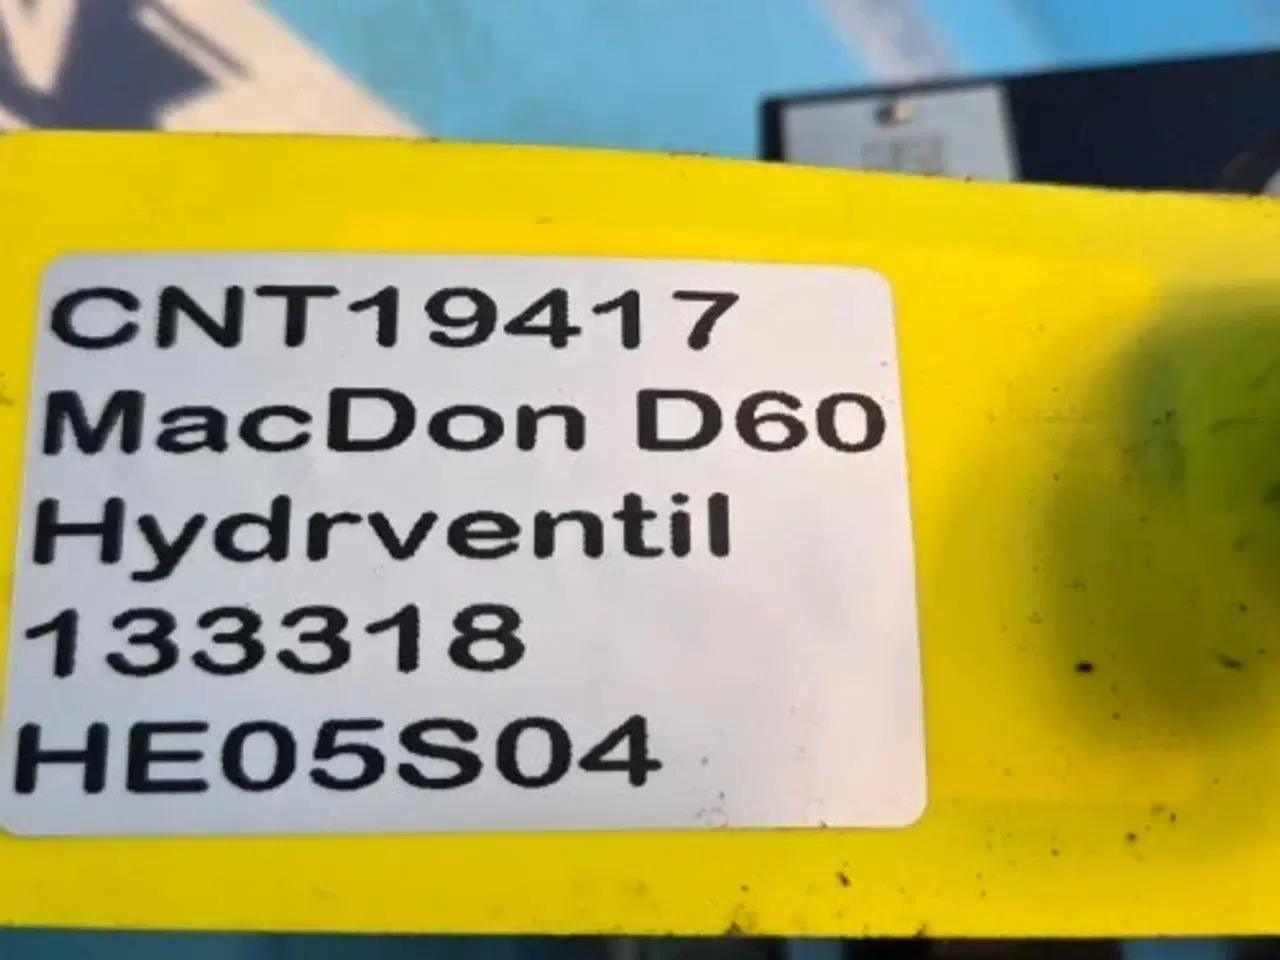 CNT19417
MacDon D60
Hydrventil
133318
HE05S04